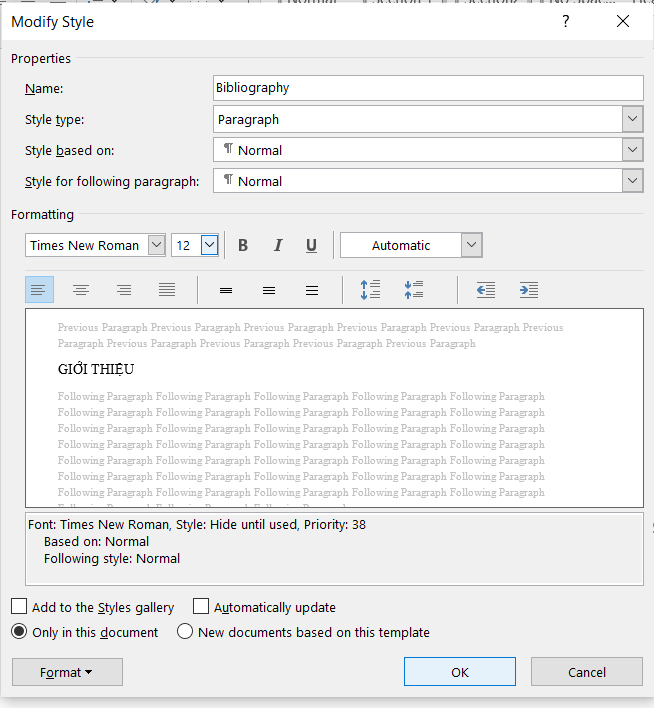 Modify Style ?
Properties
Name: Bibliography
Style type: Paragraph
Style based on: ¶ Normal
Style for following paragraph: ¶ Normal
Formatting
Times New Roman 12 B I U Automatic
Previous Paragraph Previous Paragraph Previous Paragraph Previous Paragraph Previous Paragraph Previous
Paragraph Previous Paragraph Previous Paragraph Previous Paragraph Previous Paragraph
GIỚI THIỆU
Following Paragraph Following Paragraph Following Paragraph Following Paragraph Following Paragraph
Following Paragraph Following Paragraph Following Paragraph Following Paragraph Following Paragraph
Following Paragraph Following Paragraph Following Paragraph Following Paragraph Following Paragraph
Following Paragraph Following Paragraph Following Paragraph Following Paragraph Following Paragraph
Following Paragraph Following Paragraph Following Paragraph Following Paragraph Following Paragraph
Following Paragraph Following Paragraph Following Paragraph Following Paragraph Following Paragraph
Following Paragraph Following Paragraph Following Paragraph Following Paragraph Following Paragraph
Font: Times New Roman, Style: Hide until used, Priority: 38
Based on: Normal
Following style: Normal
Add to the Styles gallery Automatically update
Only in this document New documents based on this template
Format OK Cancel